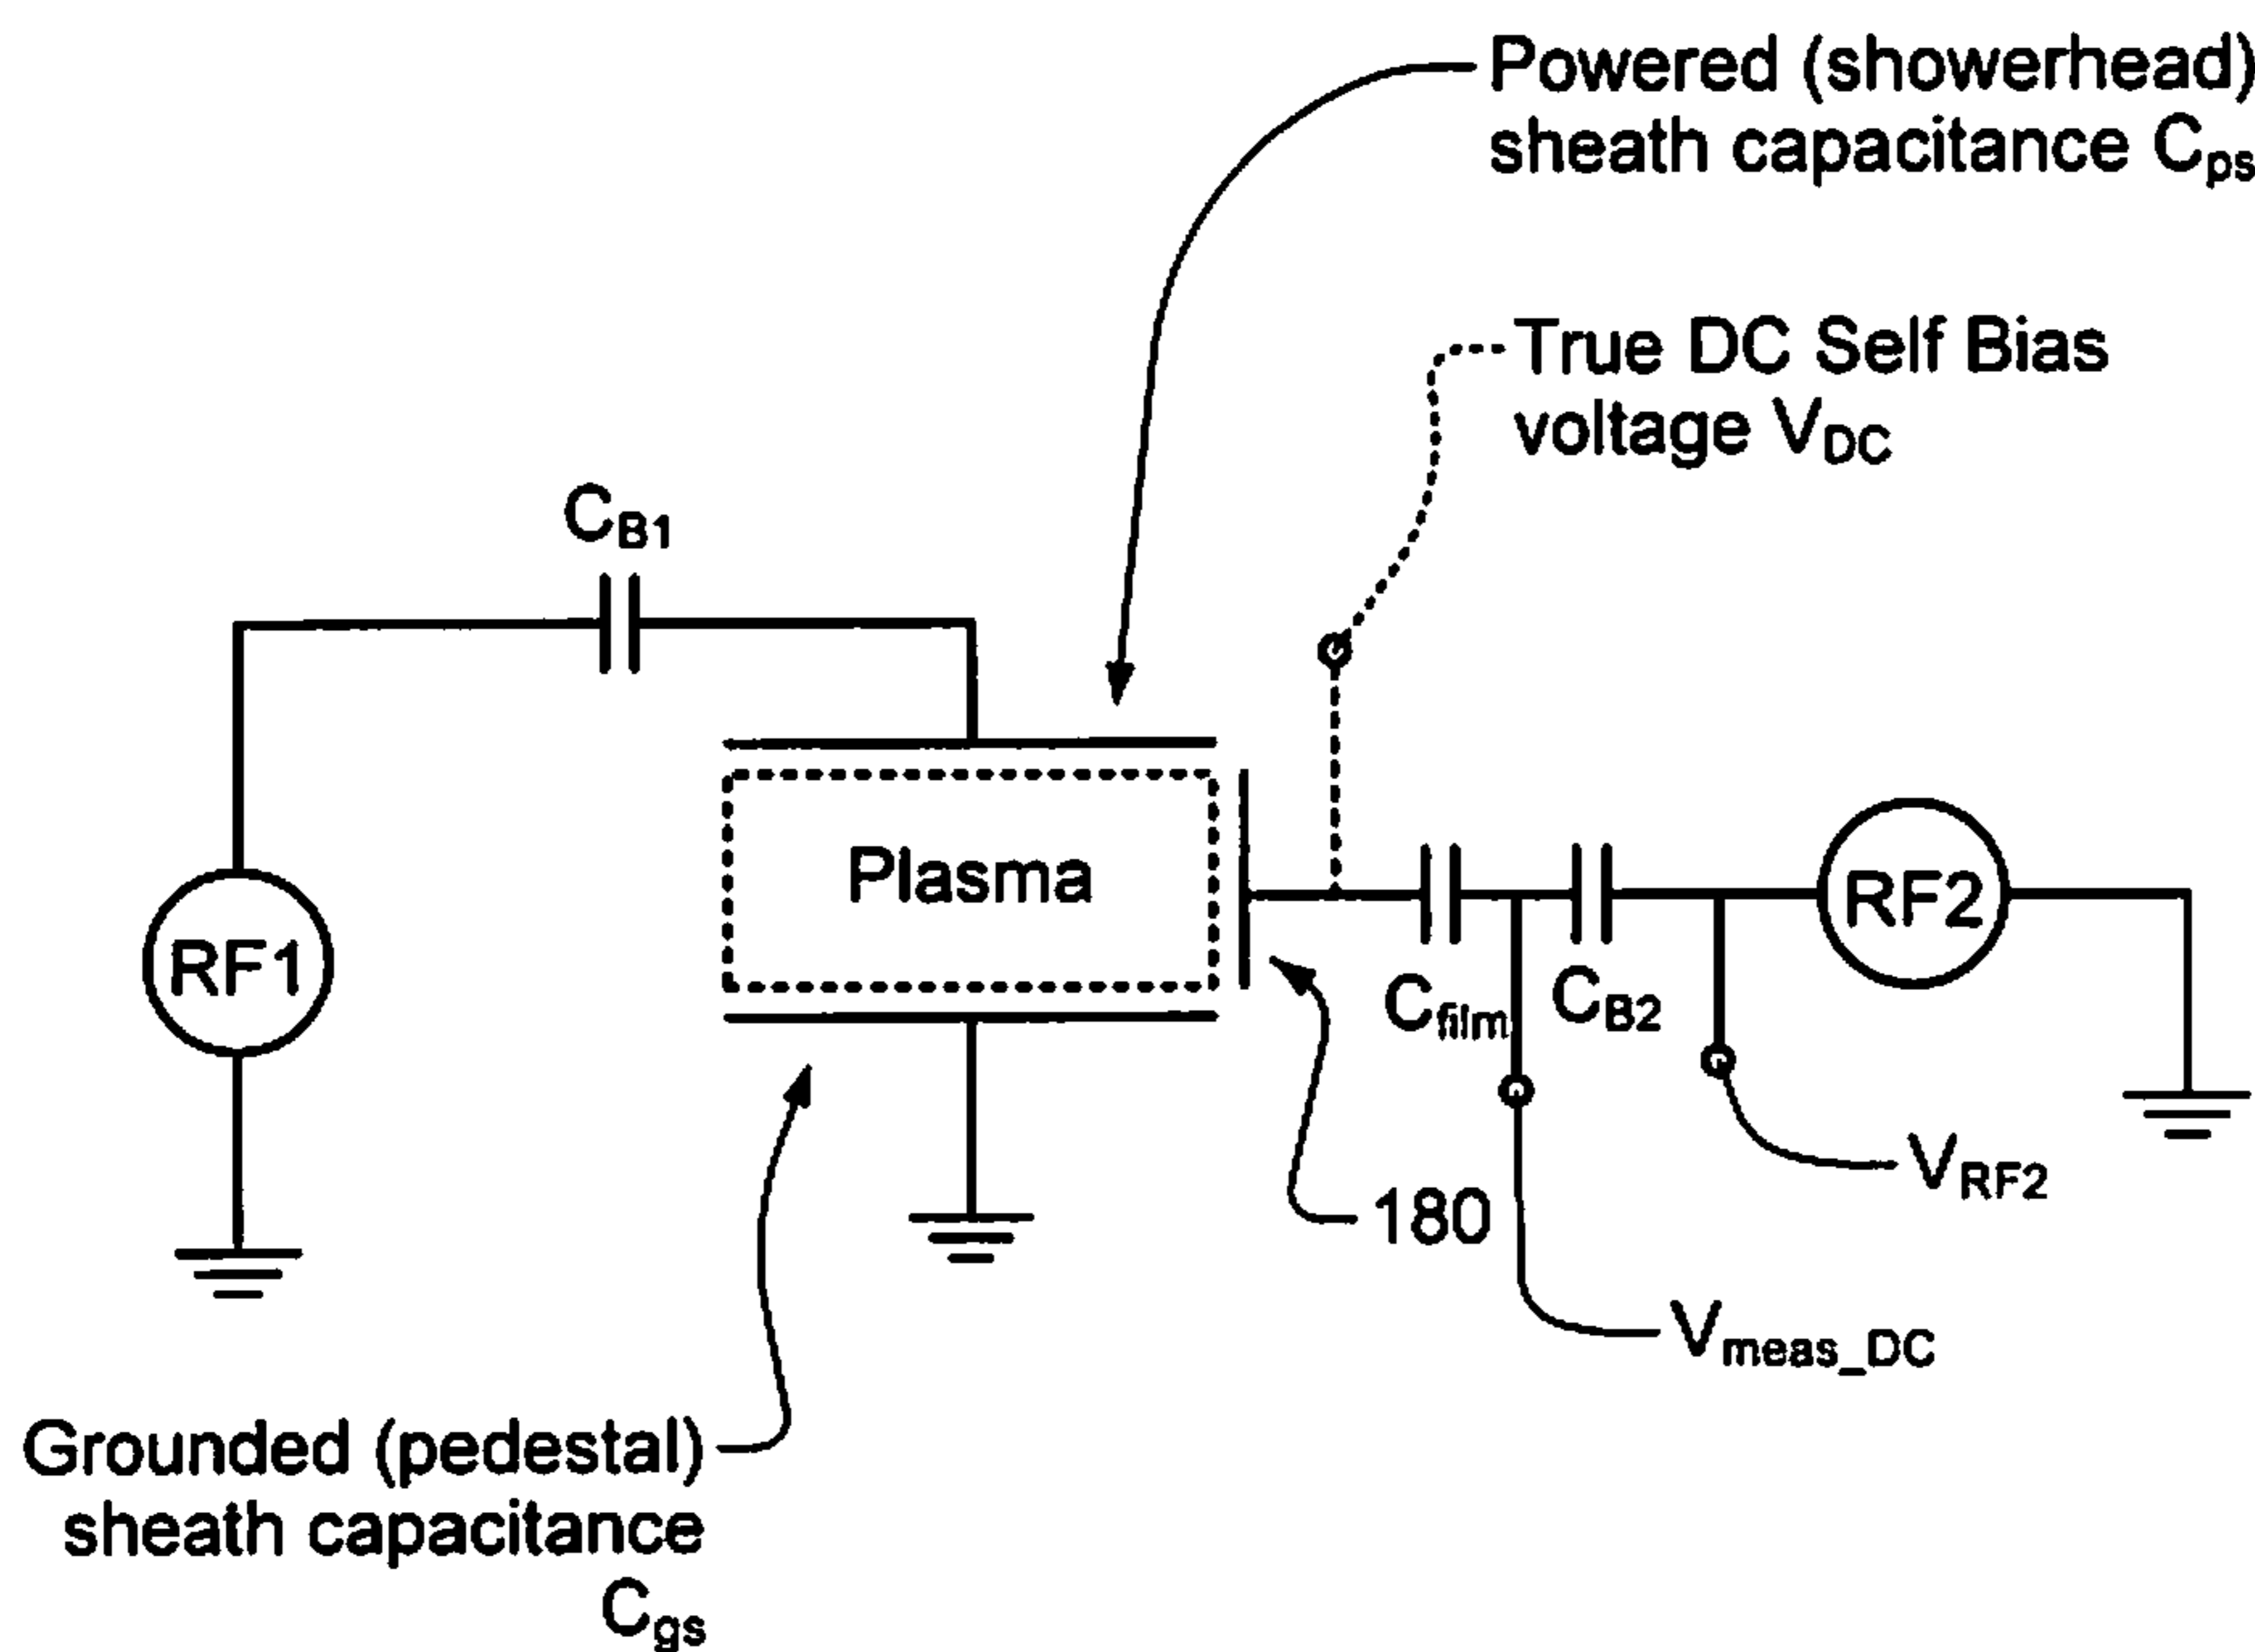 Powered (showerhead)
sheath capacitance Cps
True DC Self Bias
voltage VDC
CB1
Plasma
RF1
RF2
Cfilm
CB2
VRF2
180
Vmeas_DC
Grounded (pedestal)
sheath capacitance
Cgs